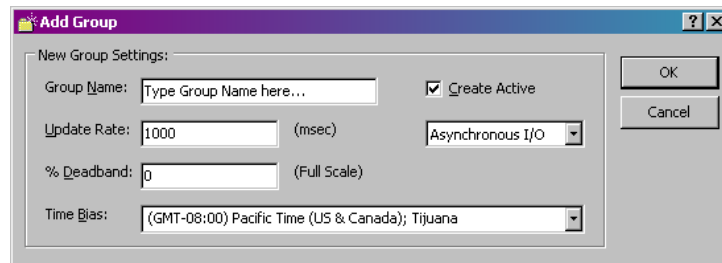 Add Group
New Group Settings:
Group Name: Type Group Name here...
Create Active
OK
Update Rate: 1000 (msec)
Asynchronous I/O
Cancel
% Deadband: 0 (Full Scale)
Time Bias: (GMT-08:00) Pacific Time (US & Canada); Tijuana